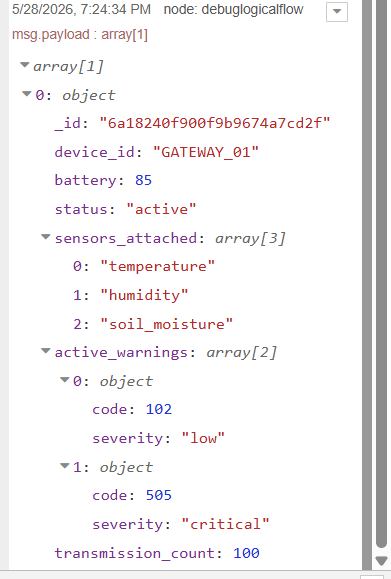 5/28/2026, 7:24:34 PM node: debuglogicalflow
msg.payload : array[1]
array[1]
0: object
_id: "6a18240f900f9b9674a7cd2f"
device_id: "GATEWAY_01"
battery: 85
status: "active"
sensors_attached: array[3]
0: "temperature"
1: "humidity"
2: "soil_moisture"
active_warnings: array[2]
0: object
code: 102
severity: "low"
1: object
code: 505
severity: "critical"
transmission_count: 100